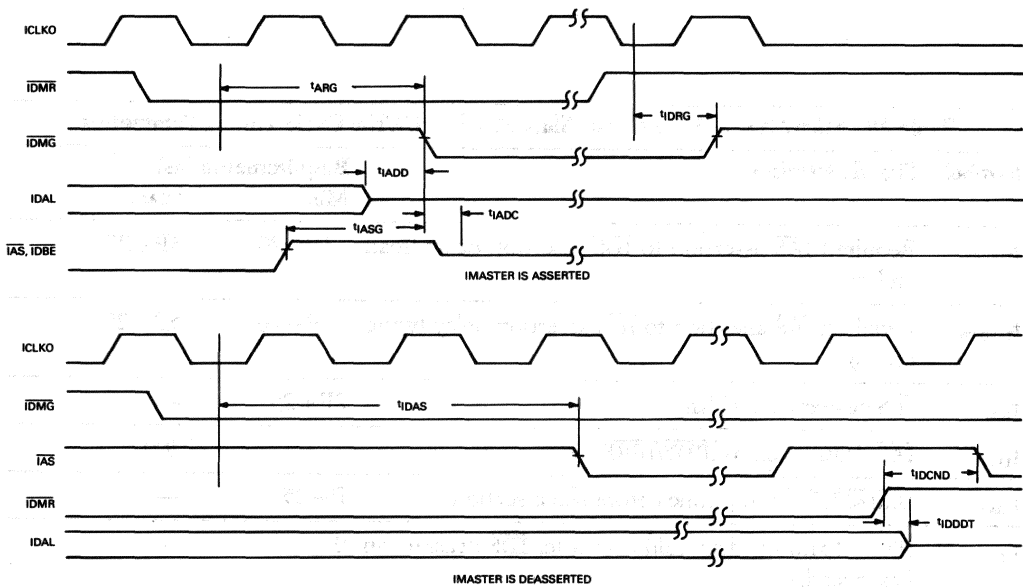 ICLKO
IDMR
tARG
tIDRG
IDMG
tIADD
IDAL
tIADC
tIASG
IAS, IDBE
IMASTER IS ASSERTED
ICLKO
IDMG
tIDAS
IAS
tIDCND
IDMR
tIDDDT
IDAL
IMASTER IS DEASSERTED